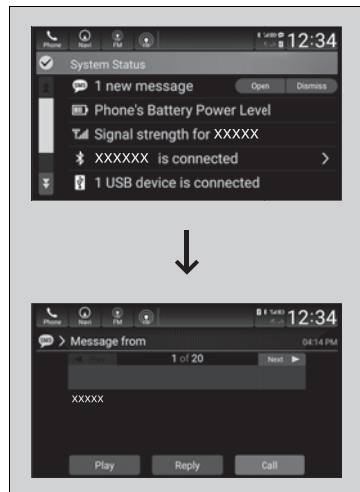 Phone Navi FM
12:34
System Status
1 new message Open Dismiss
Phone's Battery Power Level
Signal strength for XXXXX
XXXXXX is connected
1 USB device is connected
Phone Navi FM
12:34
SMS > Message from 04:14 PM
Prev 1 of 20 Next
XXXXX
Play Reply Call